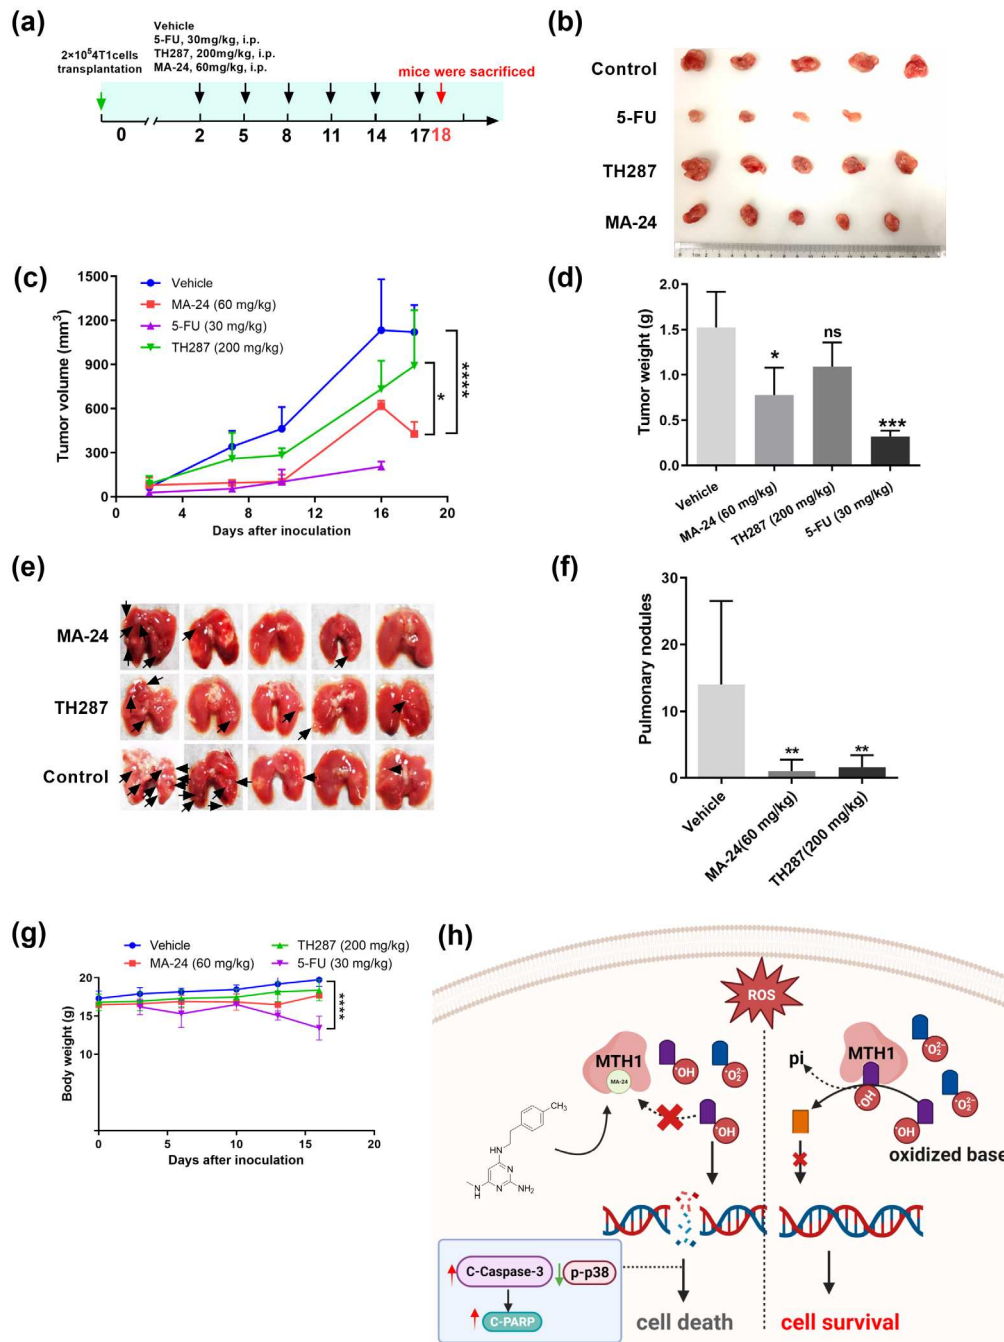 (a)
Vehicle
5-FU, 30mg/kg, i.p.
TH287, 200mg/kg, i.p.
MA-24, 60mg/kg, i.p.
2×10⁵4T1cells
transplantation
mice were sacrificed
0 2 5 8 11 14 17 18
(b)
Control
5-FU
TH287
MA-24
(c)
Vehicle
MA-24 (60 mg/kg)
5-FU (30 mg/kg)
TH287 (200 mg/kg)
Tumor volume (mm³)
1500
1200
900
600
300
0
0 4 8 12 16 20
Days after inoculation
*
****
(d)
Tumor weight (g)
2.0
1.5
1.0
0.5
0.0
*
ns
***
Vehicle
MA-24 (60 mg/kg)
TH287 (200 mg/kg)
5-FU (30 mg/kg)
(e)
MA-24
TH287
Control
(f)
Pulmonary nodules
30
20
10
0
**
**
Vehicle
MA-24(60 mg/kg)
TH287(200 mg/kg)
(g)
Vehicle
MA-24 (60 mg/kg)
TH287 (200 mg/kg)
5-FU (30 mg/kg)
Body weight (g)
20
15
10
0
0 5 10 15 20
Days after inoculation
****
(h)
ROS
MTH1
MA-24
•OH
•O₂²⁻
•OH
CH₃
HN
N
N
NH
NH₂
pi
MTH1
OH
•O₂²⁻
•O₂²⁻
•OH
oxidized base
C-Caspase-3
p-p38
C-PARP
cell death
cell survival